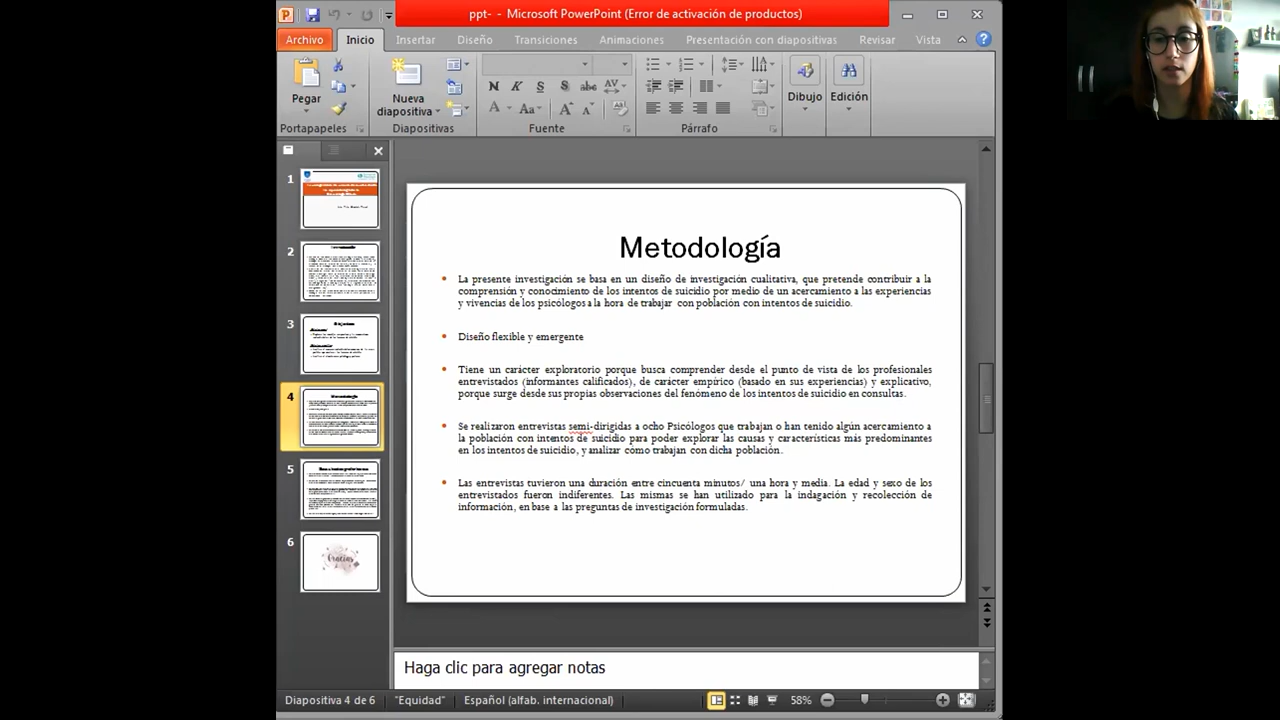 ppt- - Microsoft PowerPoint (Error de activación de productos)
Archivo Inicio Insertar Diseño Transiciones Animaciones Presentación con diapositivas Revisar Vista
Pegar
Nueva
diapositiva
Dibujo
Edición
Portapapeles Diapositivas Fuente Párrafo
1
2
3
4
5
6
Gracias
Metodología
La presente investigación se basa en un diseño de investigación cualitativa, que pretende contribuir a la
comprensión y conocimiento de los intentos de suicidio por medio de un acercamiento a las experiencias
y vivencias de los psicólogos a la hora de trabajar con población con intentos de suicidio.
Diseño flexible y emergente
Tiene un carácter exploratorio porque busca comprender desde el punto de vista de los profesionales
entrevistados (informantes calificados), de carácter empírico (basado en sus experiencias) y explicativo,
porque surge desde sus propias observaciones del fenómeno de los intentos de suicidio en consultas.
Se realizaron entrevistas semi-dirigidas a ocho Psicólogos que trabajan o han tenido algún acercamiento a
la población con intentos de suicidio para poder explorar las causas y características más predominantes
en los intentos de suicidio, y analizar cómo trabajan con dicha población.
Las entrevistas tuvieron una duración entre cincuenta minutos/ una hora y media. La edad y sexo de los
entrevistados fueron indiferentes. Las mismas se han utilizado para la indagación y recolección de
información, en base a las preguntas de investigación formuladas.
Haga clic para agregar notas
Diapositiva 4 de 6 "Equidad" Español (alfab. internacional) 58%